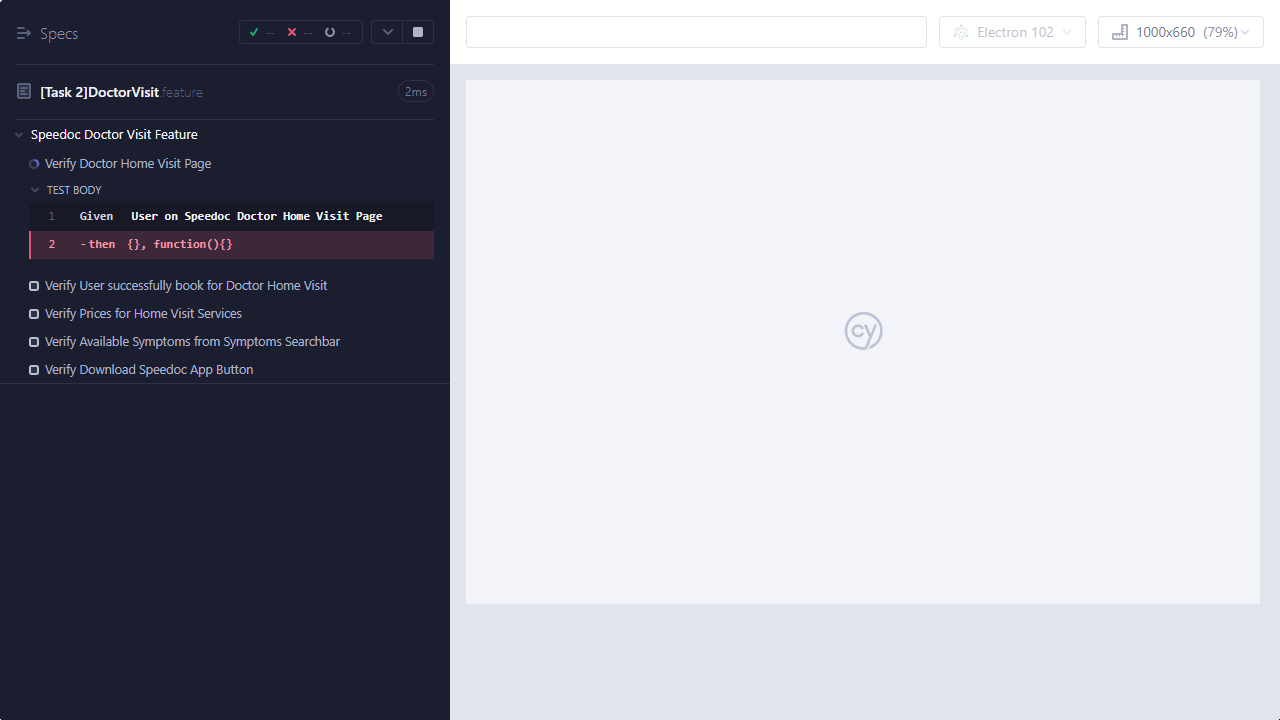 Specs
-- -- --
[Task 2]DoctorVisit.feature 2ms
Speedoc Doctor Visit Feature
Verify Doctor Home Visit Page
TEST BODY
1 Given User on Speedoc Doctor Home Visit Page
2 -then {}, function(){}
Verify User successfully book for Doctor Home Visit
Verify Prices for Home Visit Services
Verify Available Symptoms from Symptoms Searchbar
Verify Download Speedoc App Button
Electron 102
1000x660 (79%)
cy